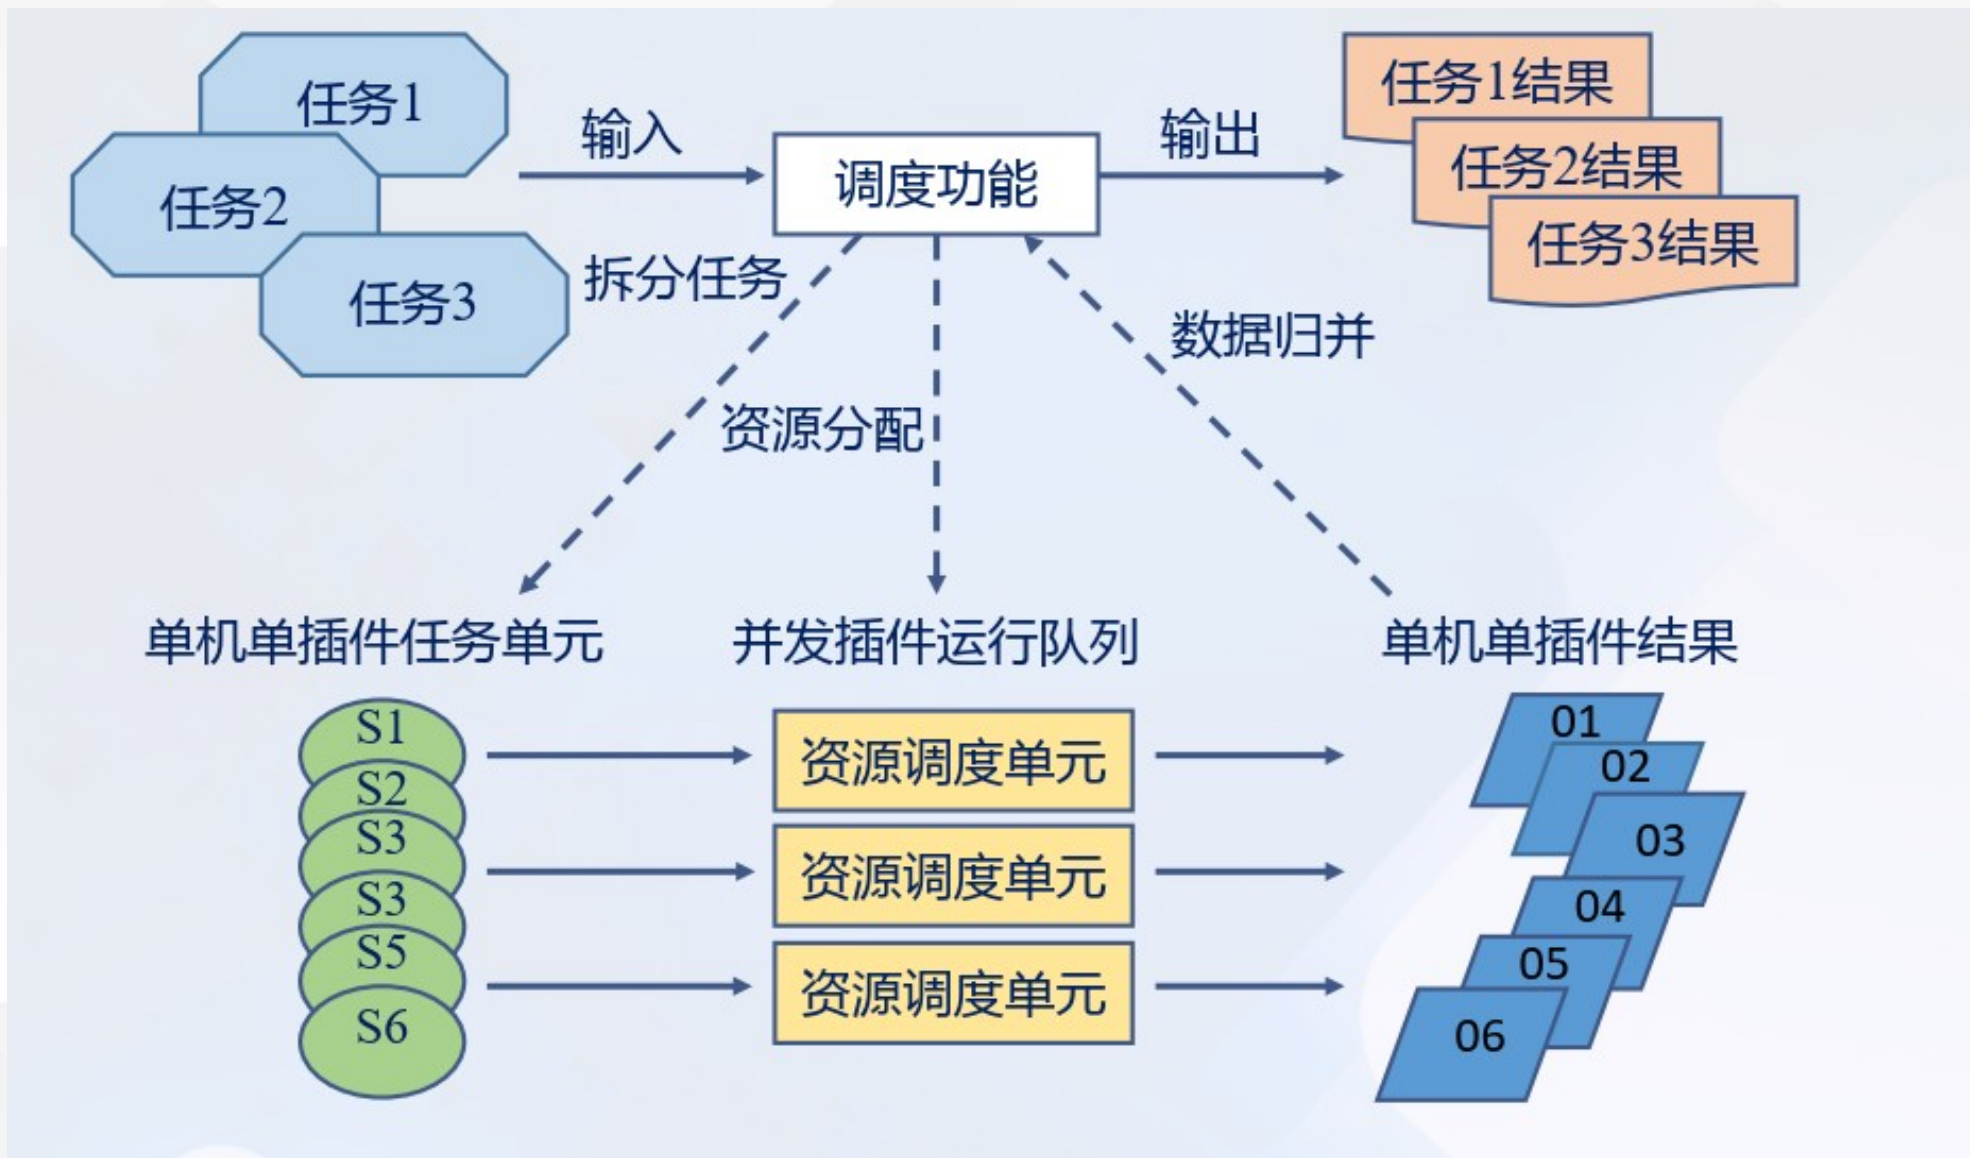 任务1
任务2
任务3
输入
调度功能
输出
任务1结果
任务2结果
任务3结果
拆分任务
资源分配
数据归并
单机单插件任务单元
并发插件运行队列
单机单插件结果
S1
S2
S3
S3
S5
S6
资源调度单元
资源调度单元
资源调度单元
01
02
03
04
05
06